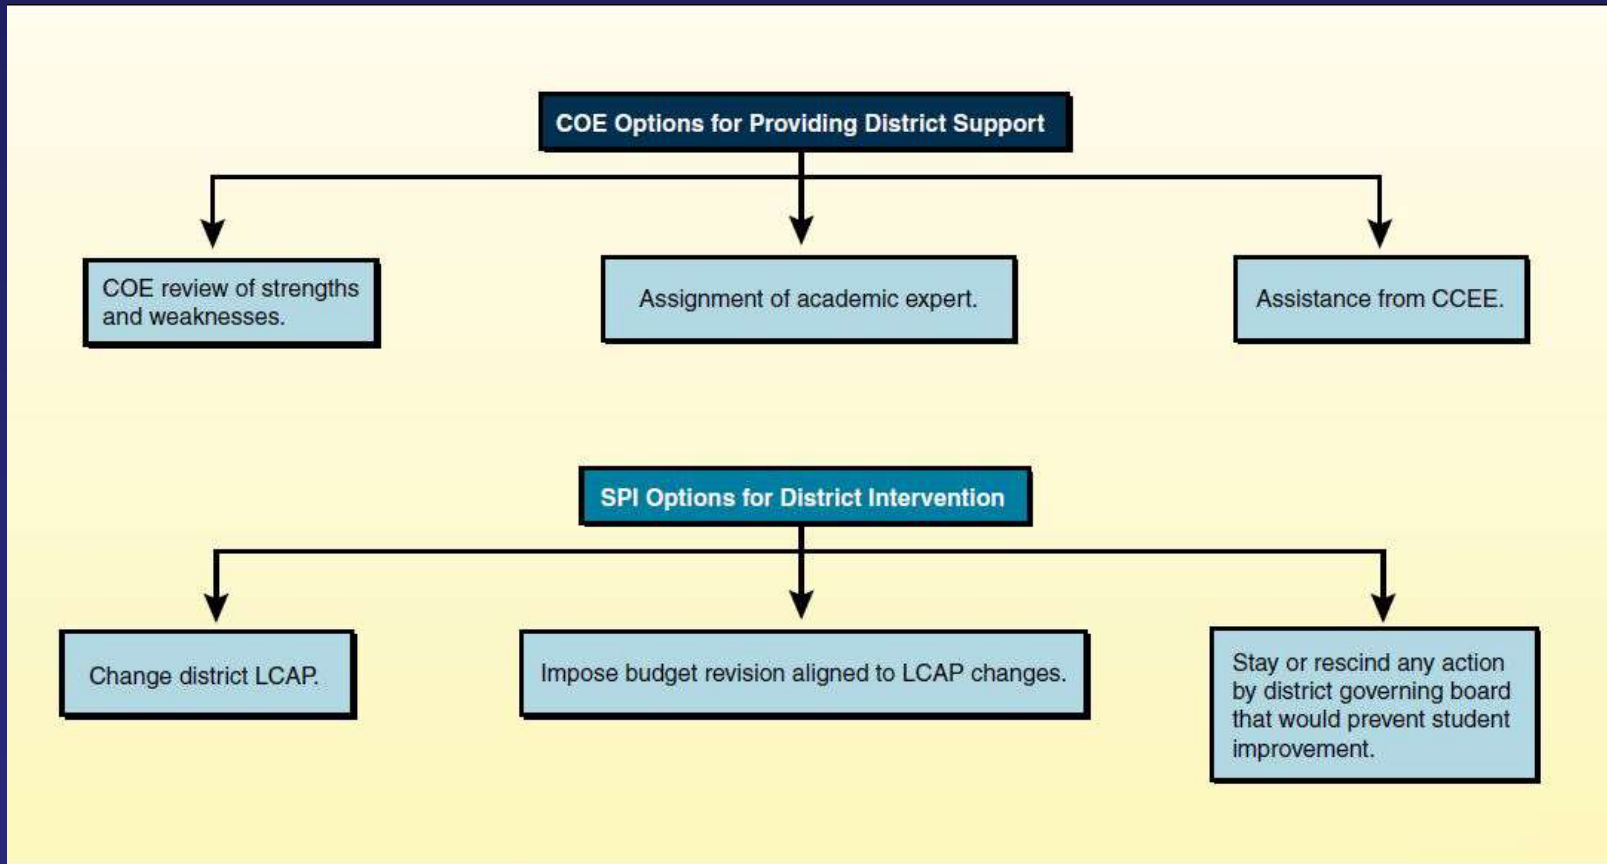 COE Options for Providing District Support
COE review of strengths
and weaknesses.
Assignment of academic expert.
Assistance from CCEE.
SPI Options for District Intervention
Change district LCAP.
Impose budget revision aligned to LCAP changes.
Stay or rescind any action
by district governing board
that would prevent student
improvement.